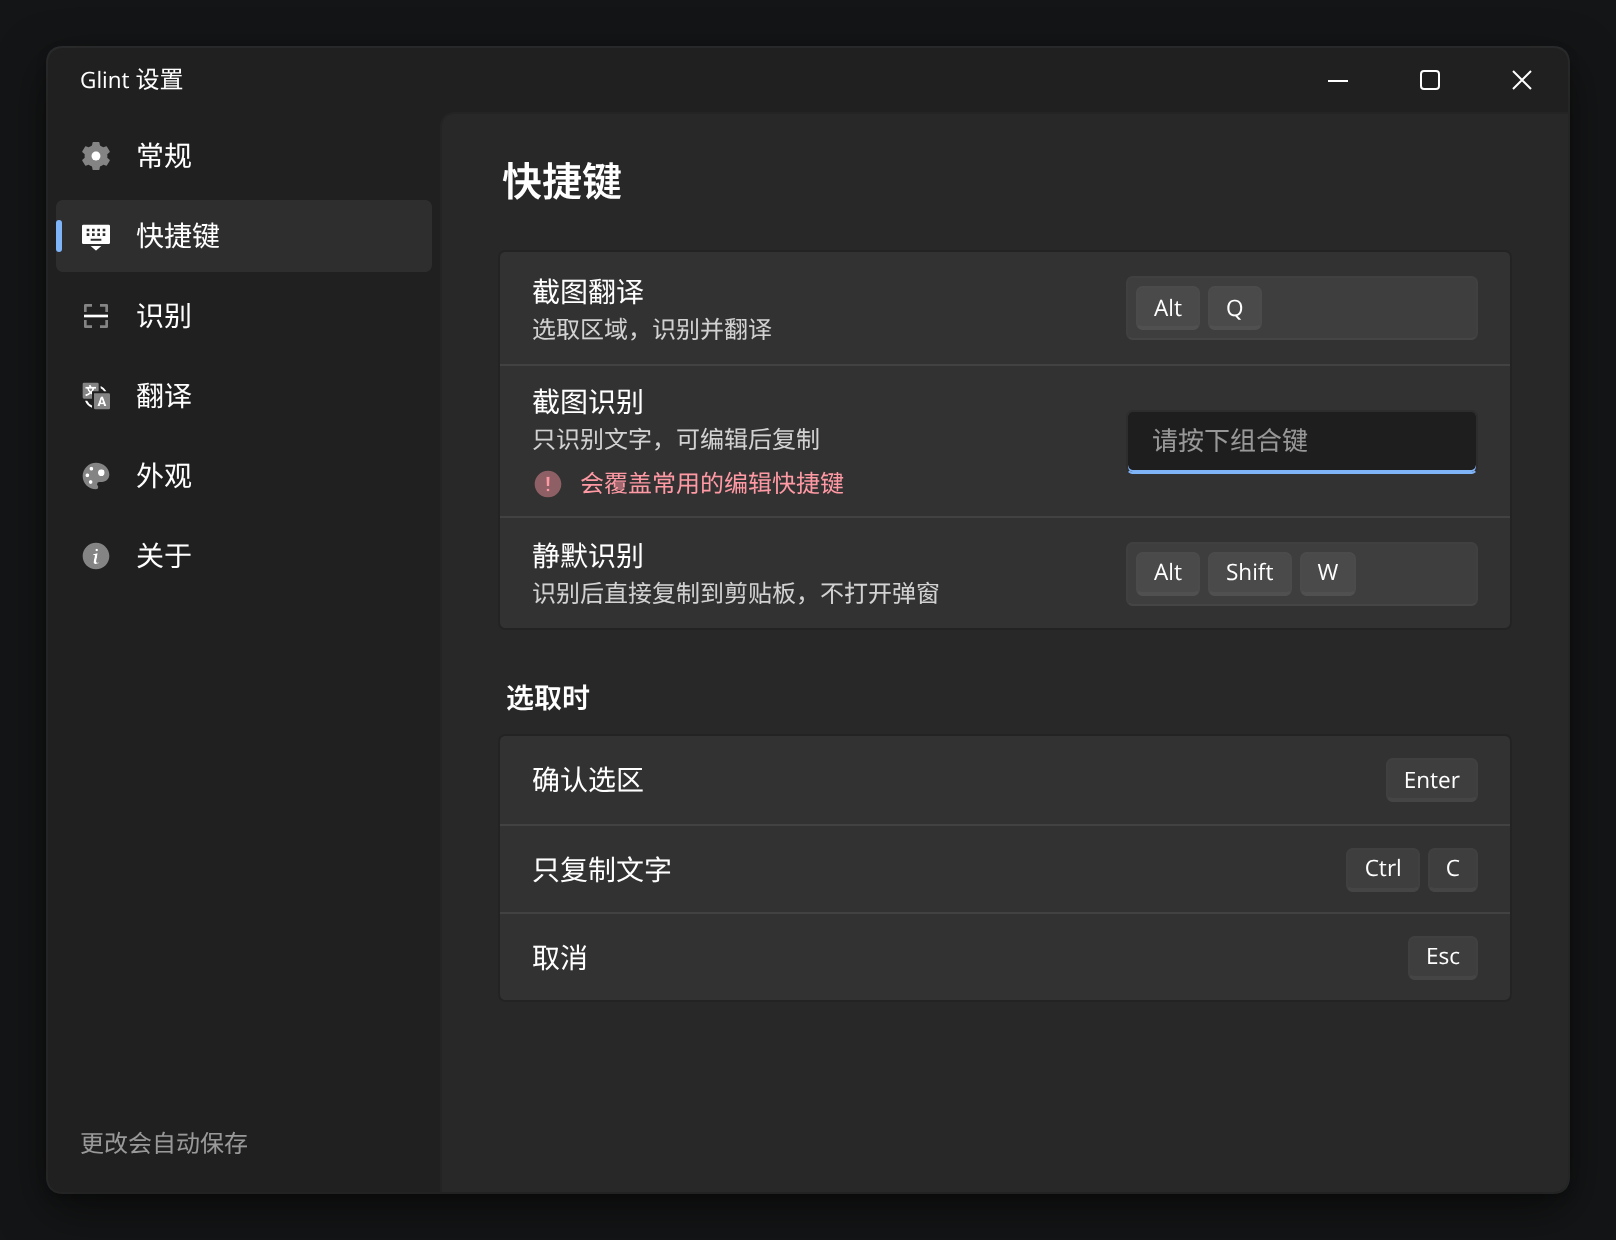 Glint 设置
常规
快捷键
识别
翻译
外观
关于
更改会自动保存
快捷键
截图翻译
选取区域，识别并翻译
Alt Q
截图识别
只识别文字，可编辑后复制
会覆盖常用的编辑快捷键
请按下组合键
静默识别
识别后直接复制到剪贴板，不打开弹窗
Alt Shift W
选取时
确认选区
Enter
只复制文字
Ctrl C
取消
Esc